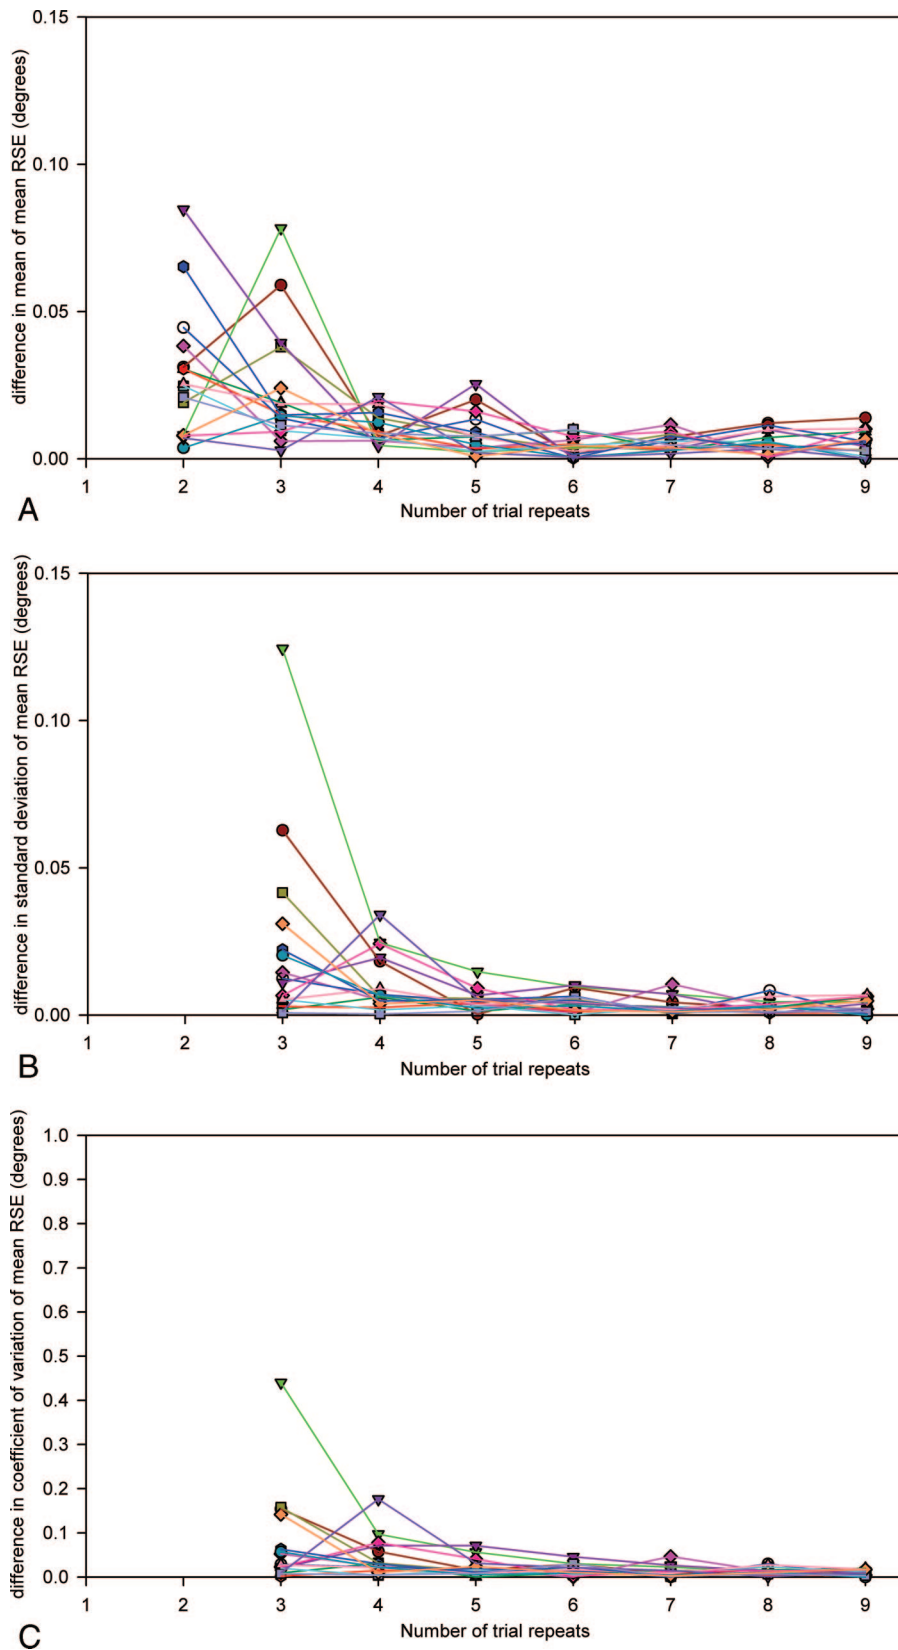 difference in mean of mean RSE (degrees)
0.15
0.10
0.05
0.00
1 2 3 4 5 6 7 8 9
Number of trial repeats
A
difference in standard deviation of mean RSE (degrees)
0.15
0.10
0.05
0.00
1 2 3 4 5 6 7 8 9
Number of trial repeats
B
difference in coefficient of variation of mean RSE (degrees)
1.0
0.9
0.8
0.7
0.6
0.5
0.4
0.3
0.2
0.1
0.0
1 2 3 4 5 6 7 8 9
Number of trial repeats
C